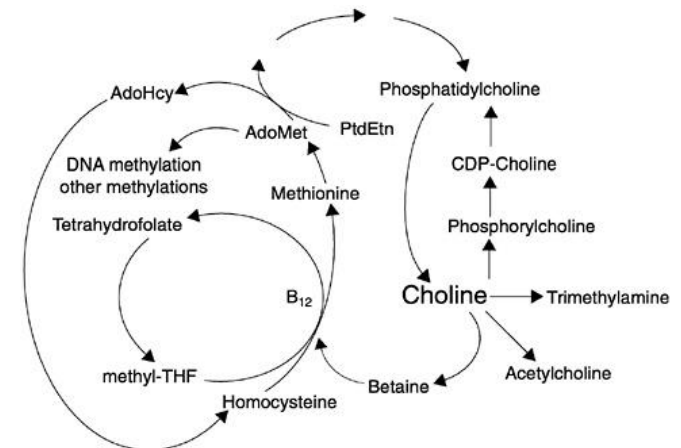 Phosphatidylcholine
AdoHcy
AdoMet
PtdEtn
DNA methylation
other methylations
CDP-Choline
Methionine
Tetrahydrofolate
Phosphorylcholine
B12
Choline
Trimethylamine
methyl-THF
Betaine
Acetylcholine
Homocysteine